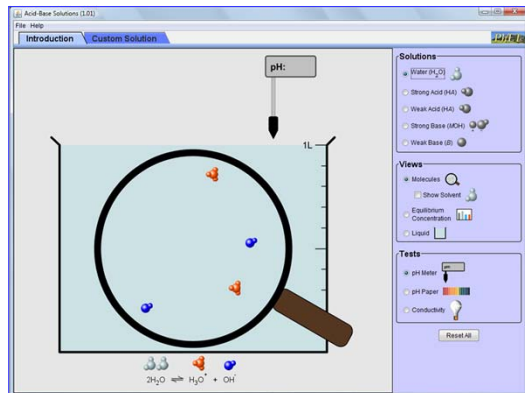 Acid-Base Solutions (1.01)
File Help
Introduction
Custom Solution
pH:
1L
2H₂O ⇌ H₃O⁺ + OH⁻
Solutions
Water (H₂O)
Strong Acid (HA)
Weak Acid (HA)
Strong Base (MOH)
Weak Base (B)
Views
Molecules
Show Solvent
Equilibrium
Concentration
Liquid
Tests
pH Meter
pH:
pH Paper
Conductivity
Reset All